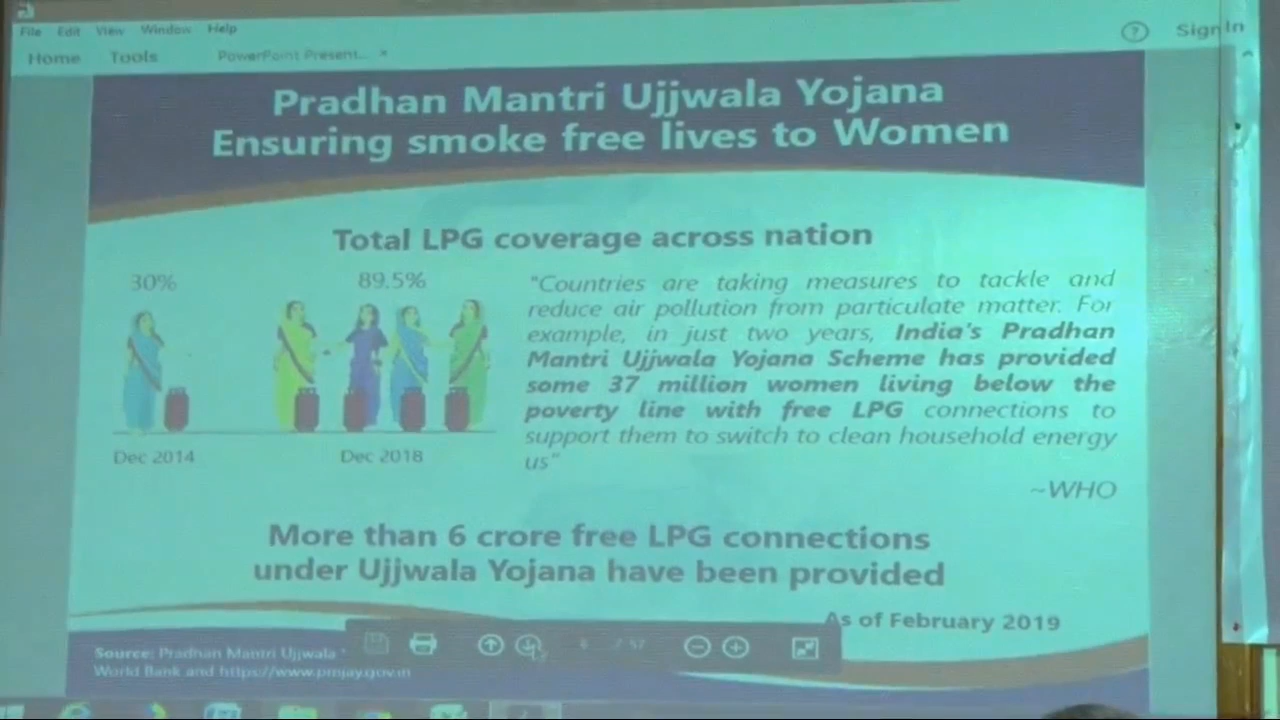 File Edit View Window Help
Sign In
Home Tools PowerPoint Present... ×
Pradhan Mantri Ujjwala Yojana
Ensuring smoke free lives to Women
Total LPG coverage across nation
30%
89.5%
Dec 2014
Dec 2018
"Countries are taking measures to tackle and
reduce air pollution from particulate matter. For
example, in just two years, India's Pradhan
Mantri Ujjwala Yojana Scheme has provided
some 37 million women living below the
poverty line with free LPG connections to
support them to switch to clean household energy
us"
~WHO
More than 6 crore free LPG connections
under Ujjwala Yojana have been provided
As of February 2019
/ 57
Source: Pradhan Mantri Ujjwala
World Bank and https://www.pmjay.gov.in